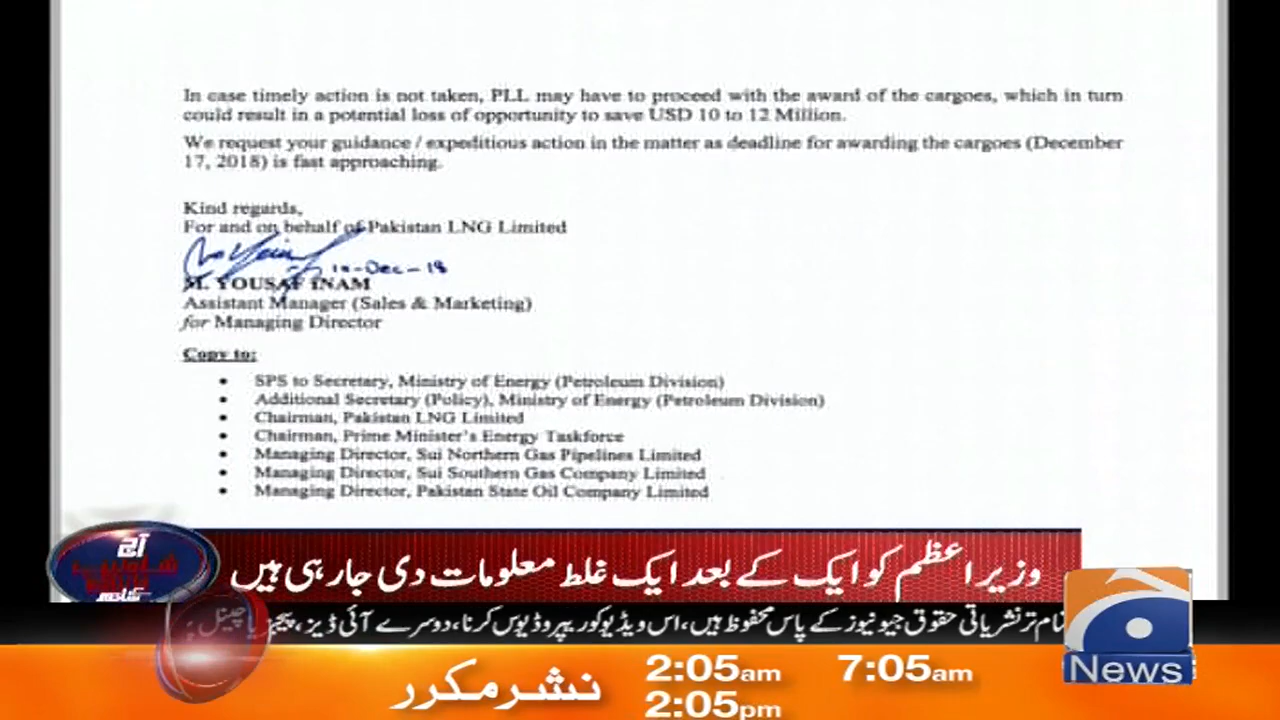 In case timely action is not taken, PLL may have to proceed with the award of the cargoes, which in turn
could result in a potential loss of opportunity to save USD 10 to 12 Million.
We request your guidance / expeditious action in the matter as deadline for awarding the cargoes (December
17, 2018) is fast approaching.
Kind regards,
For and on behalf of Pakistan LNG Limited
10-Dec-18
M. YOUSAF INAM
Assistant Manager (Sales & Marketing)
for Managing Director
Copy to:
• SPS to Secretary, Ministry of Energy (Petroleum Division)
• Additional Secretary (Policy), Ministry of Energy (Petroleum Division)
• Chairman, Pakistan LNG Limited
• Chairman, Prime Minister's Energy Taskforce
• Managing Director, Sui Northern Gas Pipelines Limited
• Managing Director, Sui Southern Gas Company Limited
• Managing Director, Pakistan State Oil Company Limited
آج
وزیراعظم کو ایک کے بعد ایک غلط معلومات دی جارہی ہیں
تمام تر نشریاتی حقوق جیو نیوز کے پاس محفوظ ہیں، اس ویڈیو کو ریپروڈیوس کرنا، دوسرے آئی ڈیز، پیجیز یا چینل
News
نشر مکرر
2:05am 7:05am
2:05pm